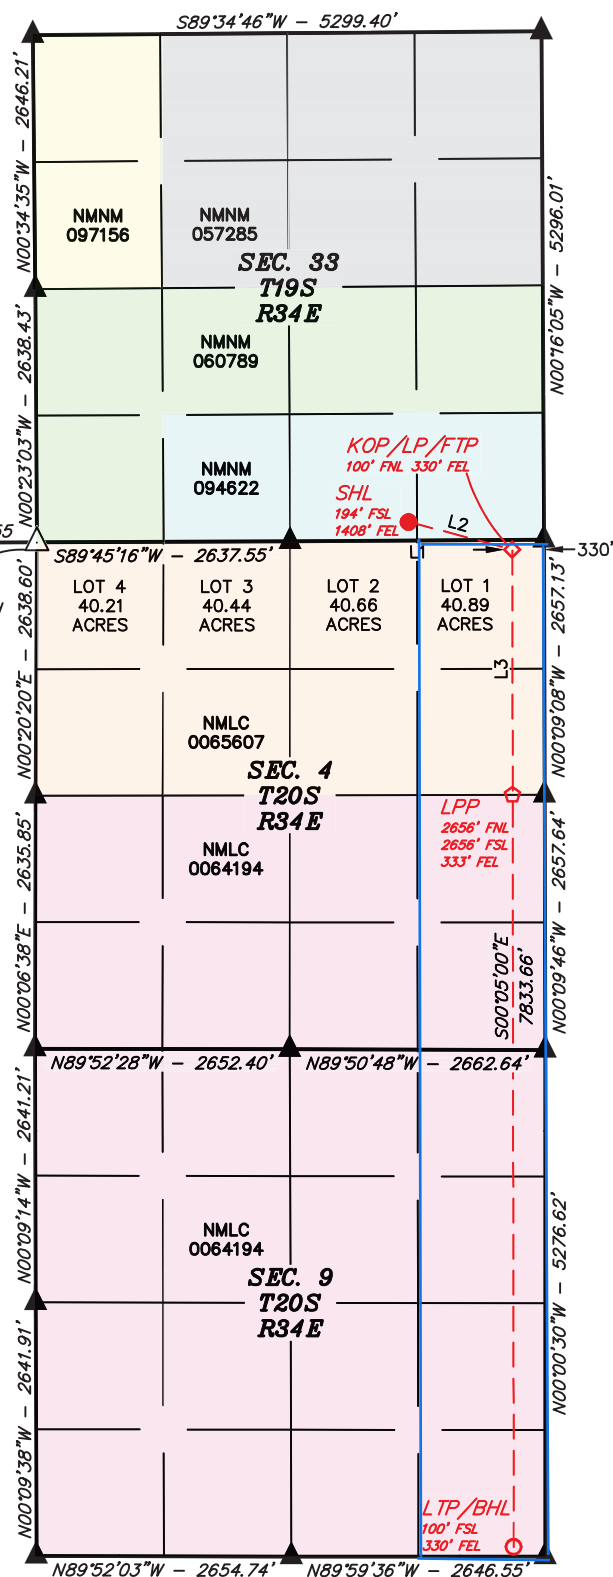 S89°34'46"W - 5299.40'
N00°34'35"W - 2646.21'
N00°16'05"W - 5296.01'
NMNM
097156
NMNM
057285
SEC. 33
T19S
R34E
N00°23'03"W - 2638.43'
NMNM
060789
NMNM
094622
KOP/LP/FTP
100' FNL 330' FEL
SHL
194' FSL
1408' FEL
L2
L1
330'
S89°45'16"W - 2637.55'
LOT 4
40.21
ACRES
LOT 3
40.44
ACRES
LOT 2
40.66
ACRES
LOT 1
40.89
ACRES
N00°20'20"E - 2638.60'
N00°09'08"W - 2657.13'
L3
NMLC
0065607
SEC. 4
T20S
R34E
LPP
2656' FNL
2656' FSL
333' FEL
NMLC
0064194
N00°06'38"E - 2635.85'
N00°09'46"W - 2657.64'
S00°05'00"E
7833.66'
N89°52'28"W - 2652.40'
N89°50'48"W - 2662.64'
N00°09'14"W - 2641.21'
NMLC
0064194
SEC. 9
T20S
R34E
N00°00'30"W - 5276.62'
N00°09'38"W - 2641.91'
LTP/BHL
100' FSL
330' FEL
N89°52'03"W - 2654.74'
N89°59'36"W - 2646.55'